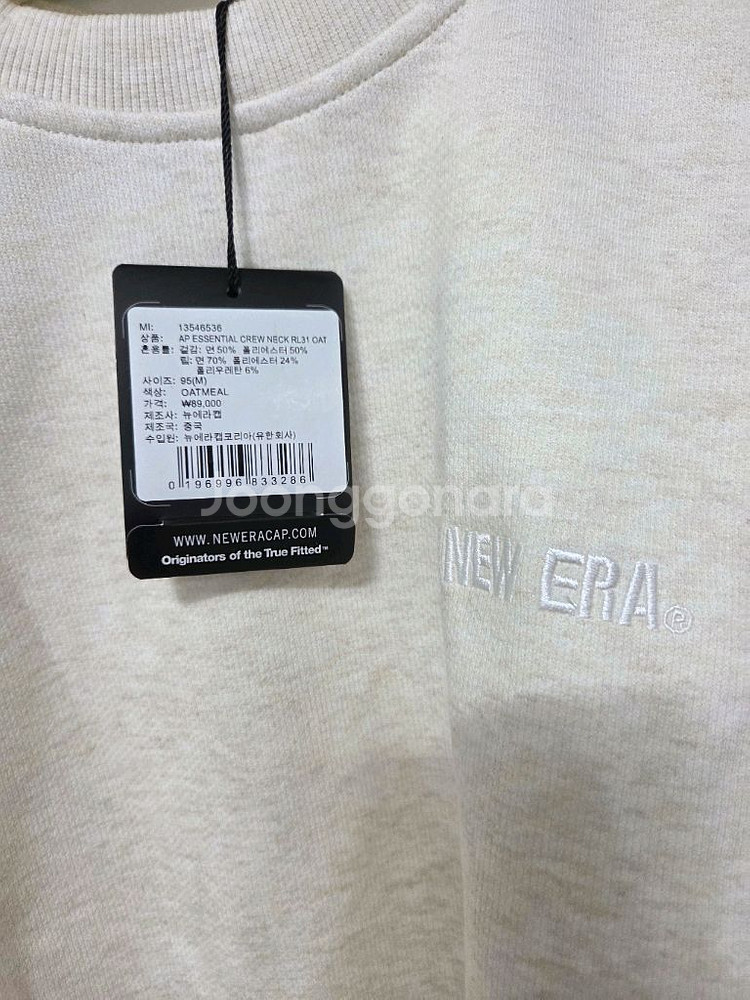 MI: 13546536
상품: AP ESSENTIAL CREW NECK RL31 OAT
혼용률: 겉감: 면 50% 폴리에스터 50%
립: 면 70% 폴리에스터 24%
폴리우레탄 6%
사이즈: 95(M)
색상: OATMEAL
가격: ₩89,000
제조사: 뉴에라캡
제조국: 중국
수입원: 뉴에라캡코리아(유한회사)
0 196996 833286
Joonggonara
WWW.NEWERACAP.COM
Originators of the True Fitted™
NEW ERA®